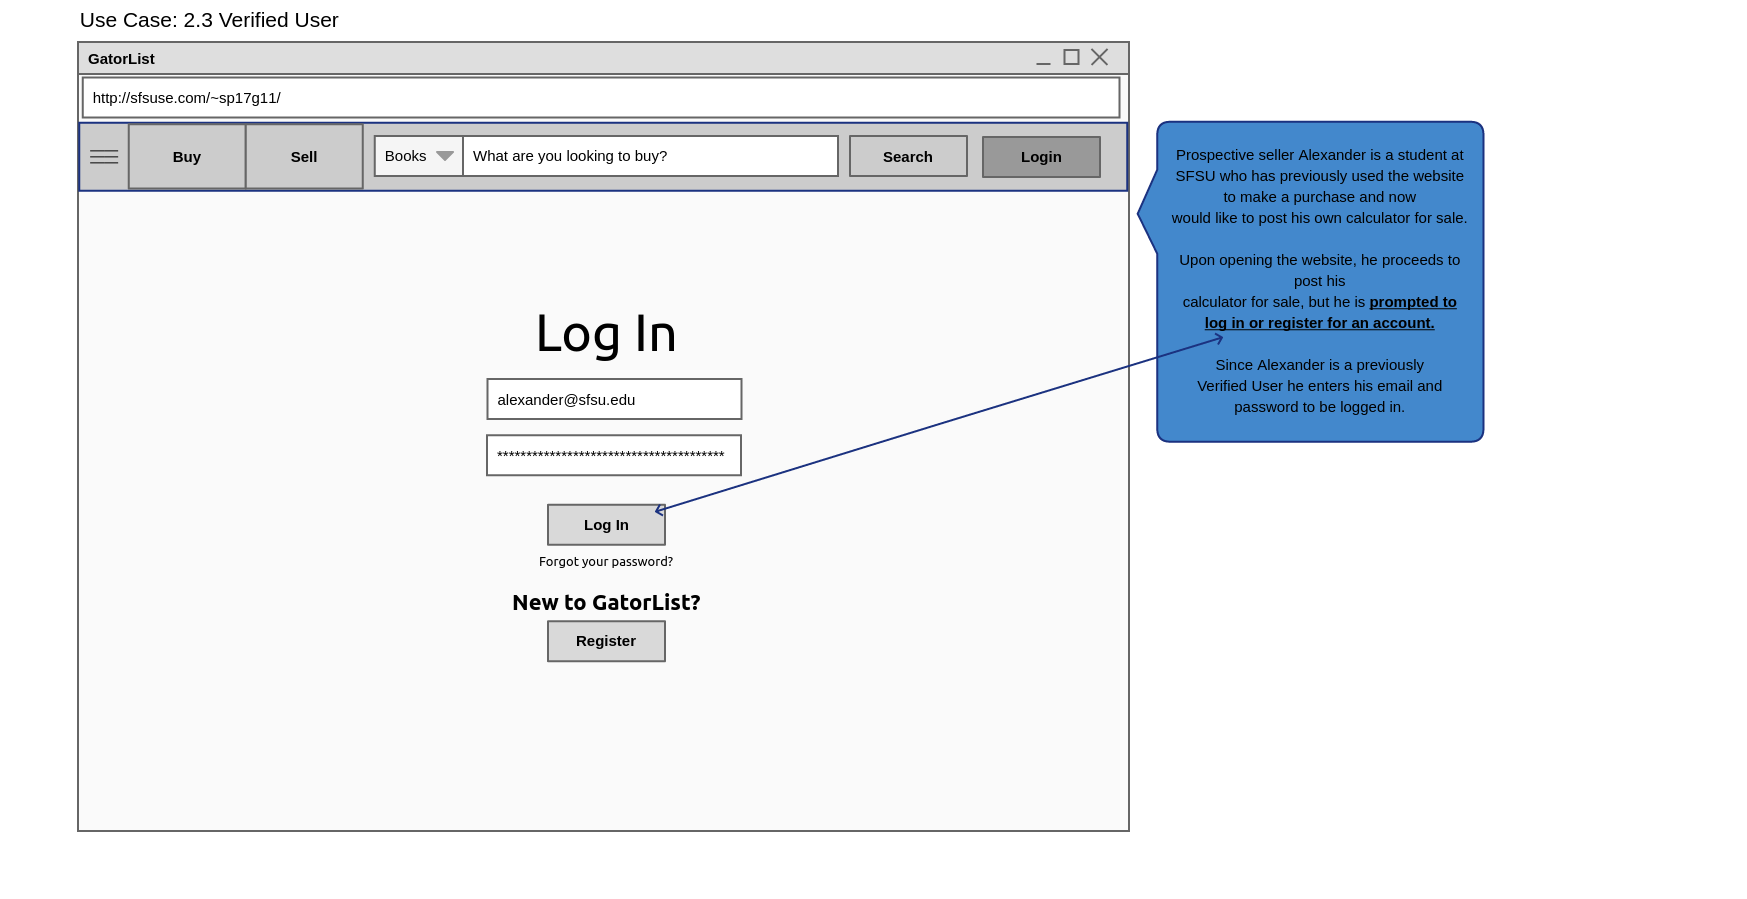 Use Case: 2.3 Verified User
GatorList
http://sfsuse.com/~sp17g11/
Buy
Sell
Books
What are you looking to buy?
Search
Login
Prospective seller Alexander is a student at
SFSU who has previously used the website
to make a purchase and now
would like to post his own calculator for sale.
Upon opening the website, he proceeds to
post his
calculator for sale, but he is prompted to
log in or register for an account.
Since Alexander is a previously
Verified User he enters his email and
password to be logged in.
Log In
alexander@sfsu.edu
***************************************
Log In
Forgot your password?
New to GatorList?
Register